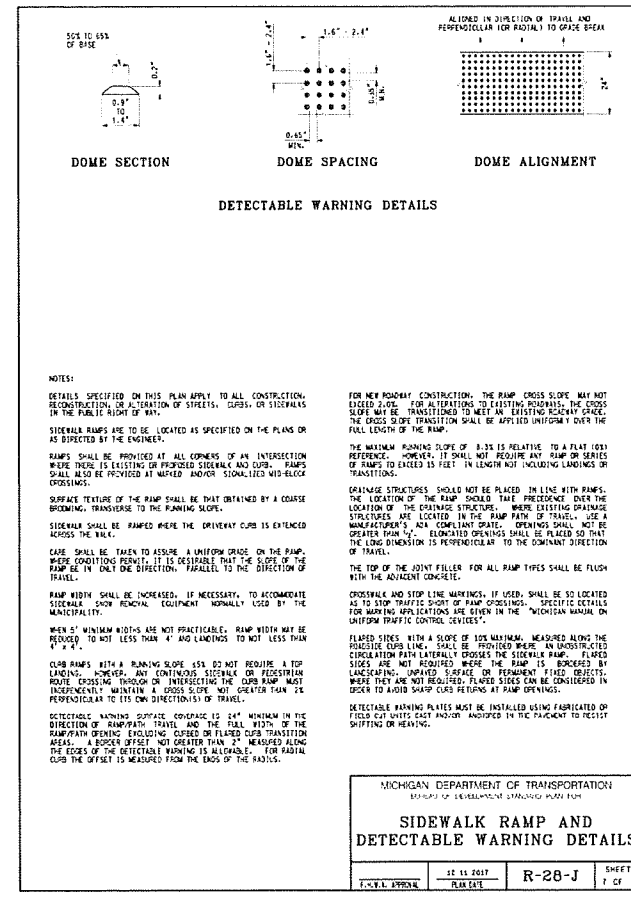 50% TO 65%
OF BASE
0.2"
0.9"
TO
1.4"
DOME SECTION
1.6" - 2.4"
1.6" - 2.4"
0.65"
MIN.
0.65"
MIN.
DOME SPACING
ALIGNED IN DIRECTION OF TRAVEL AND
PERPENDICULAR (OR RADIAL) TO GRADE BREAK
24"
DOME ALIGNMENT
DETECTABLE WARNING DETAILS
NOTES:
DETAILS SPECIFIED ON THIS PLAN APPLY TO ALL CONSTRUCTION,
RECONSTRUCTION, OR ALTERATION OF STREETS, CURBS, OR SIDEWALKS
IN THE PUBLIC RIGHT OF WAY.
SIDEWALK RAMPS ARE TO BE LOCATED AS SPECIFIED ON THE PLANS OR
AS DIRECTED BY THE ENGINEER.
RAMPS SHALL BE PROVIDED AT ALL CORNERS OF AN INTERSECTION
WHERE THERE IS EXISTING OR PROPOSED SIDEWALK AND CURB. RAMPS
SHALL ALSO BE PROVIDED AT MARKED AND/OR SIGNALIZED MID-BLOCK
CROSSINGS.
SURFACE TEXTURE OF THE RAMP SHALL BE THAT OBTAINED BY A COARSE
BROOMING, TRANSVERSE TO THE RUNNING SLOPE.
SIDEWALK SHALL BE RAMPED WHERE THE DRIVEWAY CURB IS EXTENDED
ACROSS THE WALK.
CARE SHALL BE TAKEN TO ASSURE A UNIFORM GRADE ON THE RAMP.
WHERE CONDITIONS PERMIT, IT IS DESIRABLE THAT THE SLOPE OF THE
RAMP BE IN ONLY ONE DIRECTION, PARALLEL TO THE DIRECTION OF
TRAVEL.
RAMP WIDTH SHALL BE INCREASED, IF NECESSARY, TO ACCOMMODATE
SIDEWALK SNOW REMOVAL EQUIPMENT NORMALLY USED BY THE
MUNICIPALITY.
WHEN 5' MINIMUM WIDTHS ARE NOT PRACTICABLE, RAMP WIDTH MAY BE
REDUCED TO NOT LESS THAN 4' AND LANDINGS TO NOT LESS THAN
4' x 4'.
CURB RAMPS WITH A RUNNING SLOPE ≤5% DO NOT REQUIRE A TOP
LANDING. HOWEVER, ANY CONTINUOUS SIDEWALK OR PEDESTRIAN
ROUTE CROSSING THROUGH OR INTERSECTING THE CURB RAMP MUST
INDEPENDENTLY MAINTAIN A CROSS SLOPE NOT GREATER THAN 2%
PERPENDICULAR TO ITS OWN DIRECTION(S) OF TRAVEL.
DETECTABLE WARNING SURFACE COVERAGE IS 24" MINIMUM IN THE
DIRECTION OF RAMP/PATH TRAVEL AND THE FULL WIDTH OF THE
RAMP/PATH OPENING EXCLUDING CURBED OR FLARED CURB TRANSITION
AREAS. A BORDER OFFSET NOT GREATER THAN 2" MEASURED ALONG
THE EDGES OF THE DETECTABLE WARNING IS ALLOWABLE. FOR RADIAL
CURB THE OFFSET IS MEASURED FROM THE ENDS OF THE RADIUS.
FOR NEW ROADWAY CONSTRUCTION, THE RAMP CROSS SLOPE MAY NOT
EXCEED 2.0%. FOR ALTERATIONS TO EXISTING ROADWAYS, THE CROSS
SLOPE MAY BE TRANSITIONED TO MEET AN EXISTING ROADWAY GRADE.
THE CROSS SLOPE TRANSITION SHALL BE APPLIED UNIFORMLY OVER THE
FULL LENGTH OF THE RAMP.
THE MAXIMUM RUNNING SLOPE OF 8.3% IS RELATIVE TO A FLAT (0%)
REFERENCE. HOWEVER, IT SHALL NOT REQUIRE ANY RAMP OR SERIES
OF RAMPS TO EXCEED 15 FEET IN LENGTH NOT INCLUDING LANDINGS OR
TRANSITIONS.
DRAINAGE STRUCTURES SHOULD NOT BE PLACED IN LINE WITH RAMPS.
THE LOCATION OF THE RAMP SHOULD TAKE PRECEDENCE OVER THE
LOCATION OF THE DRAINAGE STRUCTURE. WHERE EXISTING DRAINAGE
STRUCTURES ARE LOCATED IN THE RAMP PATH OF TRAVEL, USE A
MANUFACTURER'S ADA COMPLIANT GRATE. OPENINGS SHALL NOT BE
GREATER THAN ½". ELONGATED OPENINGS SHALL BE PLACED SO THAT
THE LONG DIMENSION IS PERPENDICULAR TO THE DOMINANT DIRECTION
OF TRAVEL.
THE TOP OF THE JOINT FILLER FOR ALL RAMP TYPES SHALL BE FLUSH
WITH THE ADJACENT CONCRETE.
CROSSWALK AND STOP LINE MARKINGS, IF USED, SHALL BE SO LOCATED
AS TO STOP TRAFFIC SHORT OF RAMP CROSSINGS. SPECIFIC DETAILS
FOR MARKING APPLICATIONS ARE GIVEN IN THE "MICHIGAN MANUAL ON
UNIFORM TRAFFIC CONTROL DEVICES".
FLARED SIDES WITH A SLOPE OF 10% MAXIMUM, MEASURED ALONG THE
ROADSIDE CURB LINE, SHALL BE PROVIDED WHERE AN UNOBSTRUCTED
CIRCULATION PATH LATERALLY CROSSES THE SIDEWALK RAMP. FLARED
SIDES ARE NOT REQUIRED WHERE THE RAMP IS BORDERED BY
LANDSCAPING, UNPAVED SURFACE OR PERMANENT FIXED OBJECTS.
WHERE THEY ARE NOT REQUIRED, FLARED SIDES CAN BE CONSIDERED IN
ORDER TO AVOID SHARP CURB RETURNS AT RAMP OPENINGS.
DETECTABLE WARNING PLATES MUST BE INSTALLED USING FABRICATED OR
FIELD CUT UNITS CAST AND/OR ANCHORED IN THE PAVEMENT TO RESIST
SHIFTING OR HEAVING.
MICHIGAN DEPARTMENT OF TRANSPORTATION
BUREAU OF DEVELOPMENT STANDARD PLAN FOR
SIDEWALK RAMP AND
DETECTABLE WARNING DETAILS
F.H.W.A. APPROVAL
12 11 2017
PLAN DATE
R-28-J
SHEET
7 OF